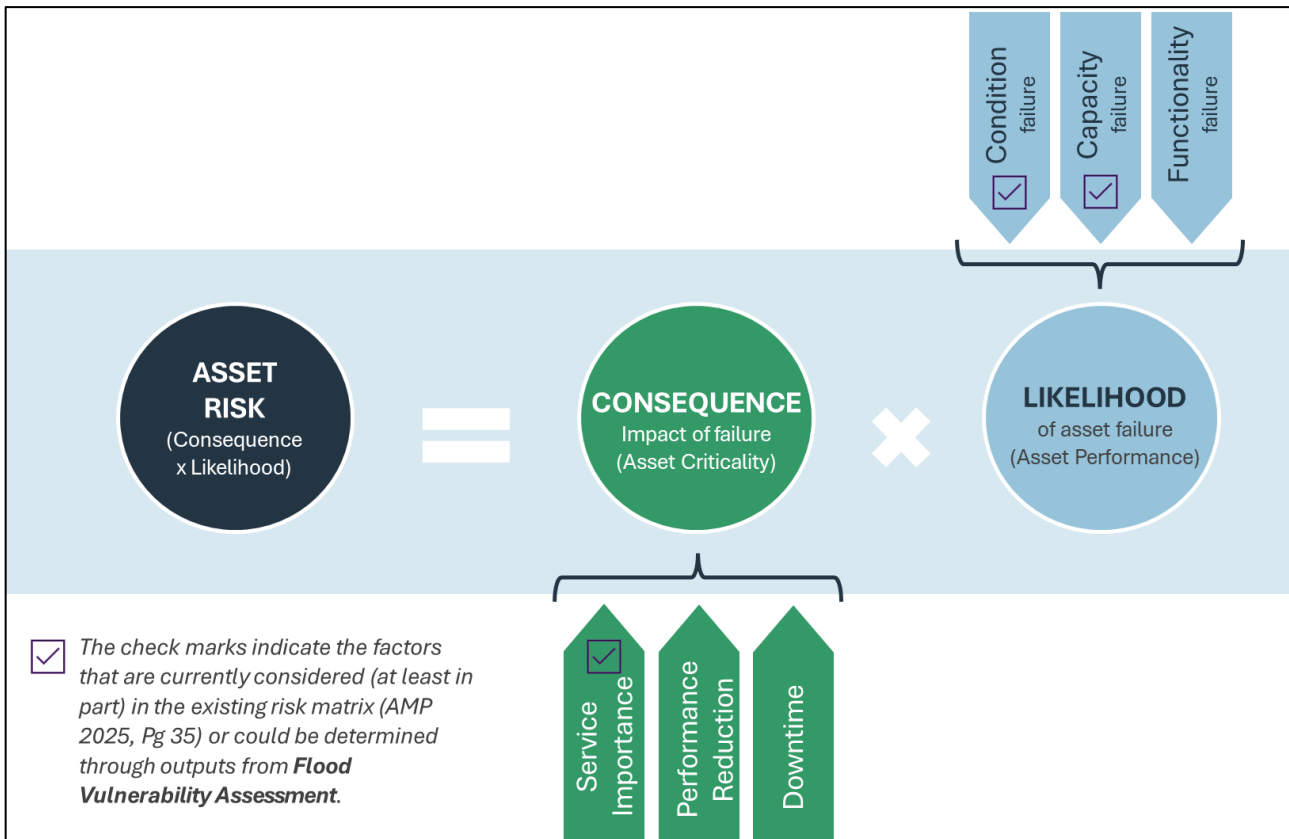 Condition
failure
Capacity
failure
Functionality
failure
ASSET
RISK
(Consequence
x Likelihood)
=
CONSEQUENCE
Impact of failure
(Asset Criticality)
×
LIKELIHOOD
of asset failure
(Asset Performance)
The check marks indicate the factors
that are currently considered (at least in
part) in the existing risk matrix (AMP
2025, Pg 35) or could be determined
through outputs from Flood
Vulnerability Assessment.
Service
Importance
Performance
Reduction
Downtime